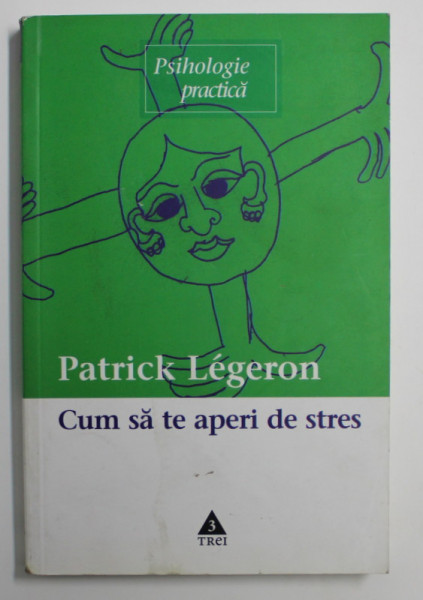 Psihologie
practică
Patrick Légeron
Cum să te aperi de stres
3
TREI